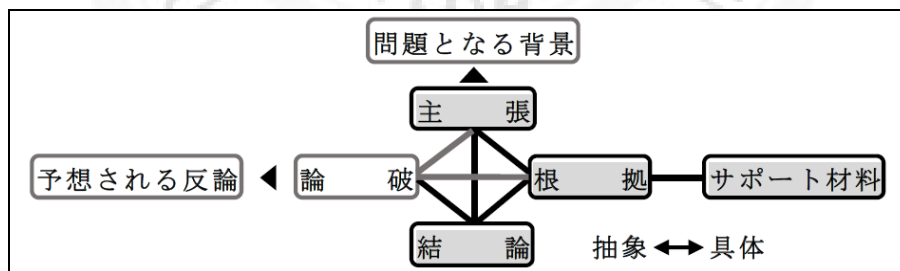 問題となる背景
主張
予想される反論 ◀ 論破 根拠 サポート材料
結論 抽象 ↔ 具体